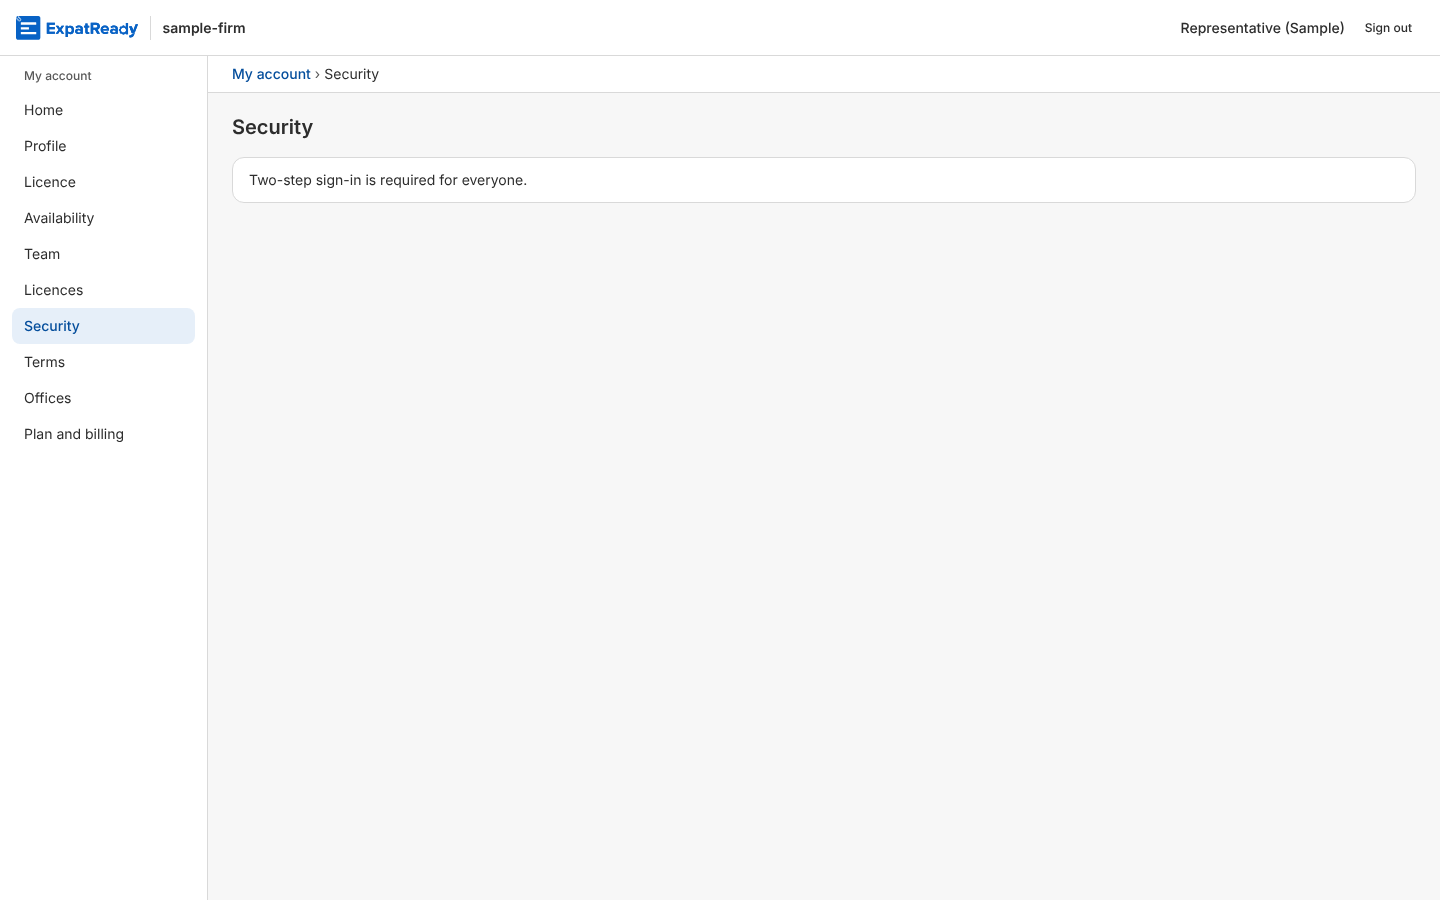 ExpatReady
sample-firm
Representative (Sample)
Sign out
My account
Home
Profile
Licence
Availability
Team
Licences
Security
Terms
Offices
Plan and billing
My account › Security
Security
Two-step sign-in is required for everyone.